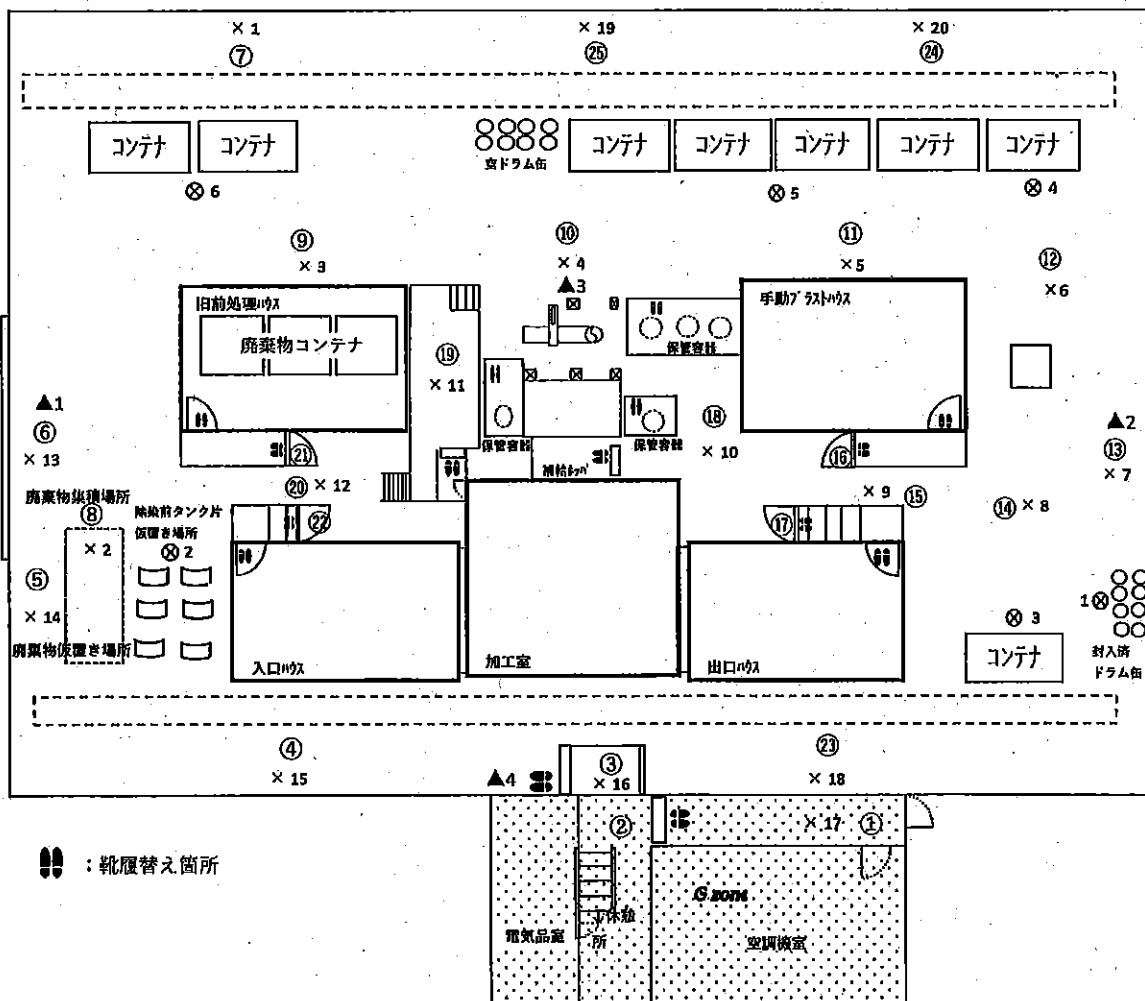 × 1 × 19 × 20
⑦ ㉕ ㉔
コンテナ コンテナ 空ドラム缶 コンテナ コンテナ コンテナ コンテナ コンテナ
⊗ 6 ⊗ 5 ⊗ 4
⑨ ⑩ ⑪ ⑫
× 3 × 4 × 5 × 6
▲3
旧前処理ハウス 手動ブラストハウス
廃棄物コンテナ 保管容器
⑲
× 11
▲1 ▲2
⑥ ⑱ ⑬
× 13 保管容器 保管容器 × 10 × 7
㉑ ⑯
⑳ × 12 × 9 ⑮
廃棄物集積場所
⑧ 除染前タンク片 ⑭ × 8
仮置き場所
㉒ ⑰
× 2 ⊗ 2
⑤ 1⊗
× 14 ⊗ 3
廃棄物仮置き場所 コンテナ 封入済
ドラム缶
入口ハウス 加工室 出口ハウス
④ ③ ㉓
× 15 ▲4 × 16 × 18
② × 17 ①
：靴履替え箇所
G zone
休憩
所
電気品室 空調機室